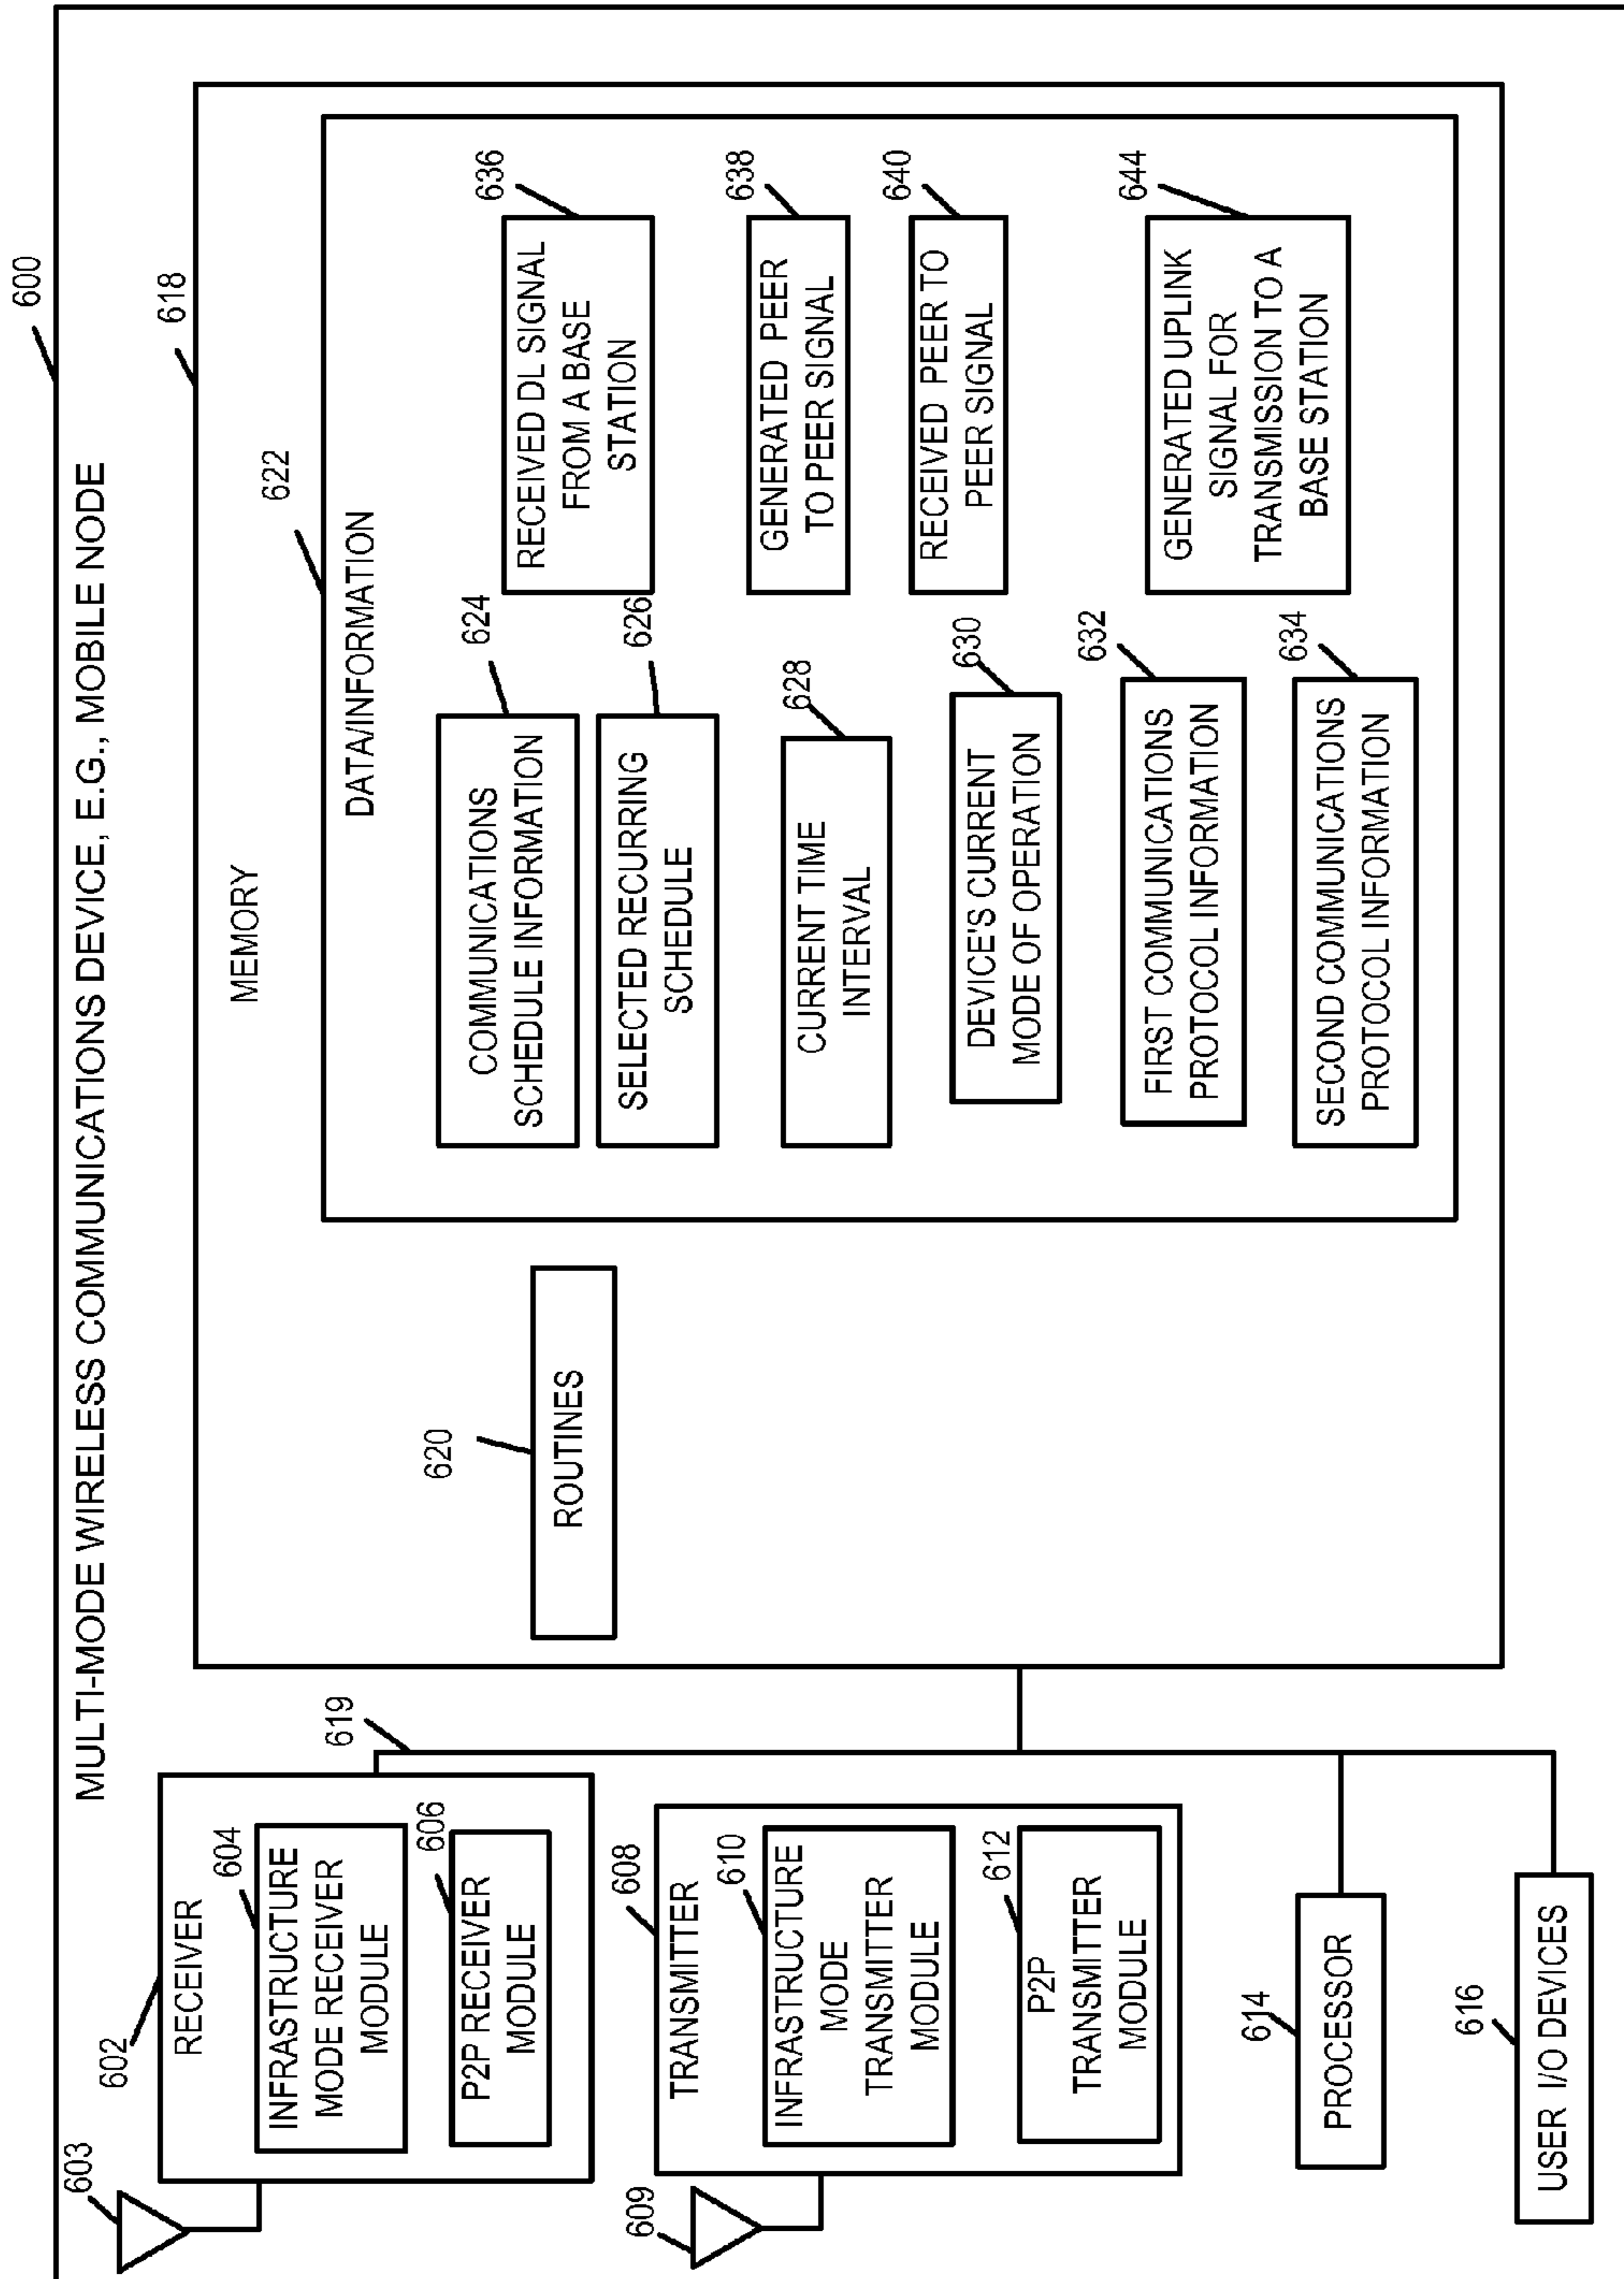 MULTI-MODE WIRELESS COMMUNICATIONS DEVICE, E.G., MOBILE NODE
600
603
602
RECEIVER
604
INFRASTRUCTURE
MODE RECEIVER
MODULE
606
P2P RECEIVER
MODULE
609
608
TRANSMITTER
610
INFRASTRUCTURE
MODE
TRANSMITTER
MODULE
612
P2P
TRANSMITTER
MODULE
614
PROCESSOR
616
USER I/O DEVICES
619
618
MEMORY
620
ROUTINES
622
DATA/INFORMATION
624
COMMUNICATIONS
SCHEDULE INFORMATION
626
SELECTED RECURRING
SCHEDULE
628
CURRENT TIME
INTERVAL
630
DEVICE'S CURRENT
MODE OF OPERATION
632
FIRST COMMUNICATIONS
PROTOCOL INFORMATION
634
SECOND COMMUNICATIONS
PROTOCOL INFORMATION
636
RECEIVED DL SIGNAL
FROM A BASE
STATION
638
GENERATED PEER
TO PEER SIGNAL
640
RECEIVED PEER TO
PEER SIGNAL
644
GENERATED UPLINK
SIGNAL FOR
TRANSMISSION TO A
BASE STATION